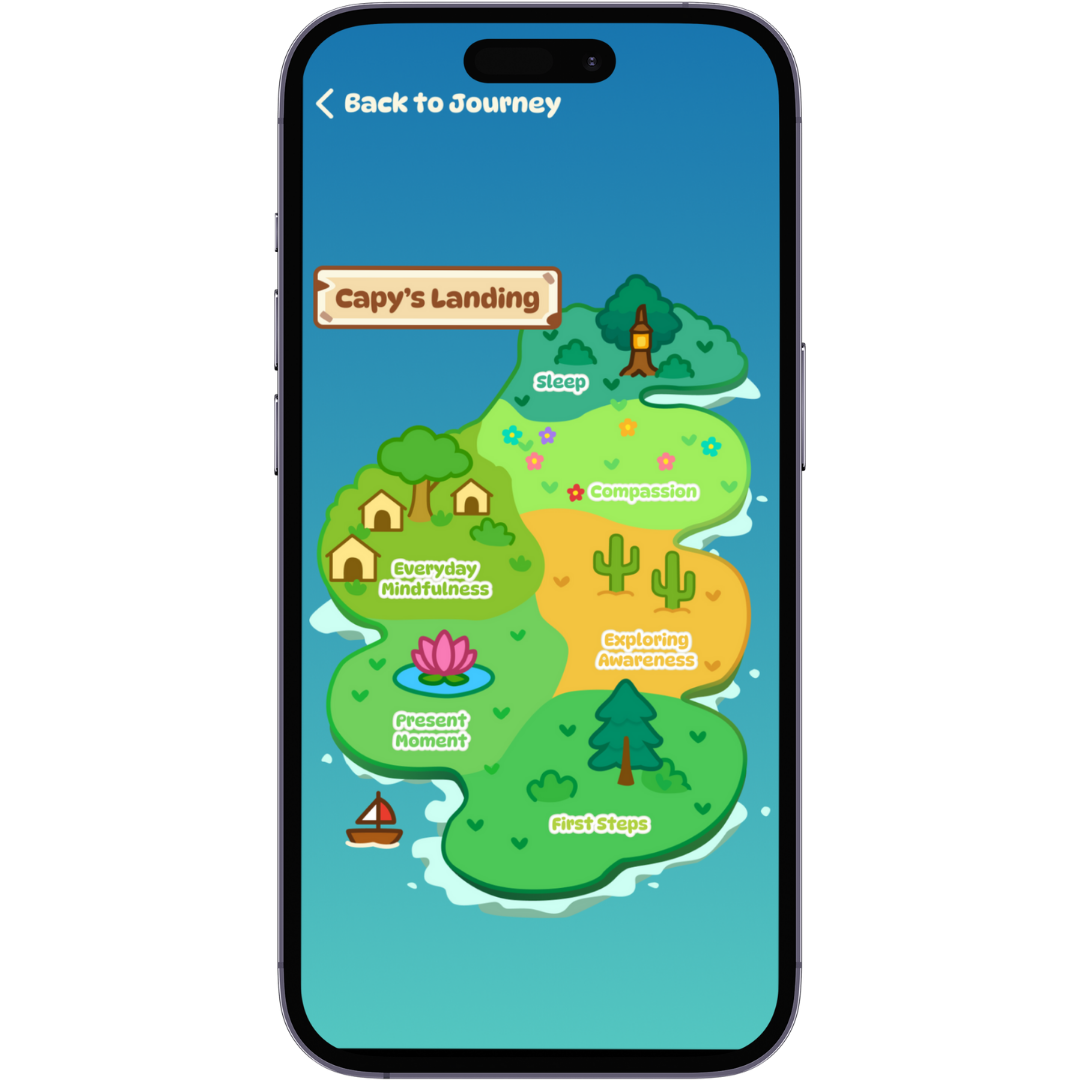 Back to Journey
Capy's Landing
Sleep
Compassion
Everyday
Mindfulness
Exploring
Awareness
Present
Moment
First Steps